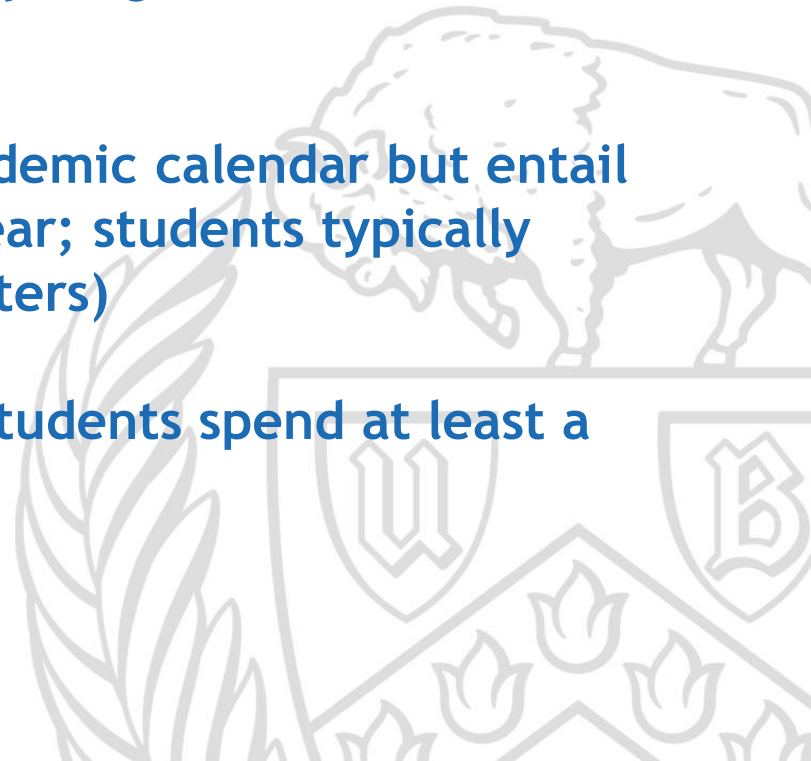 demic calendar but entail
ear; students typically
ters)
tudents spend at least a
U B